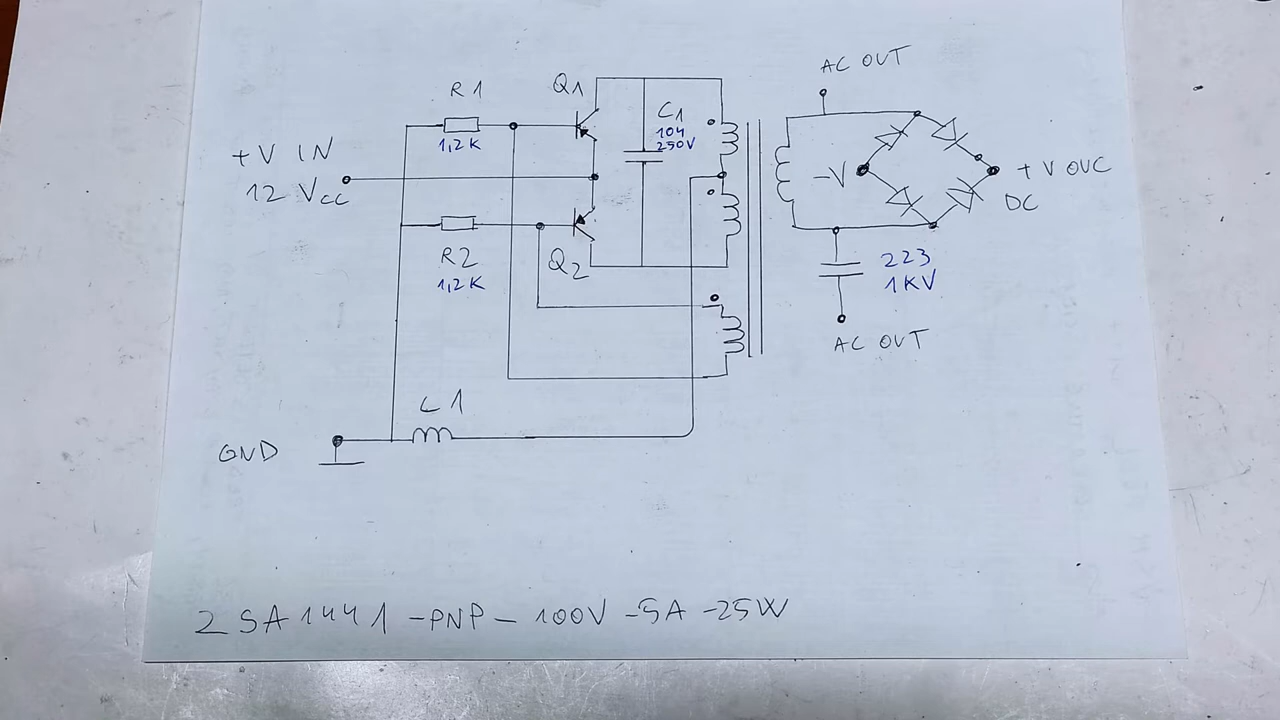 AC OUT
R1
Q1
C1
104
250V
1,2K
+V IN
12 Vcc
-V
+ V OUC
DC
R2
1,2K
Q2
223
1KV
AC OUT
L1
GND
2SA1441 -PNP- 100V -5A -25W